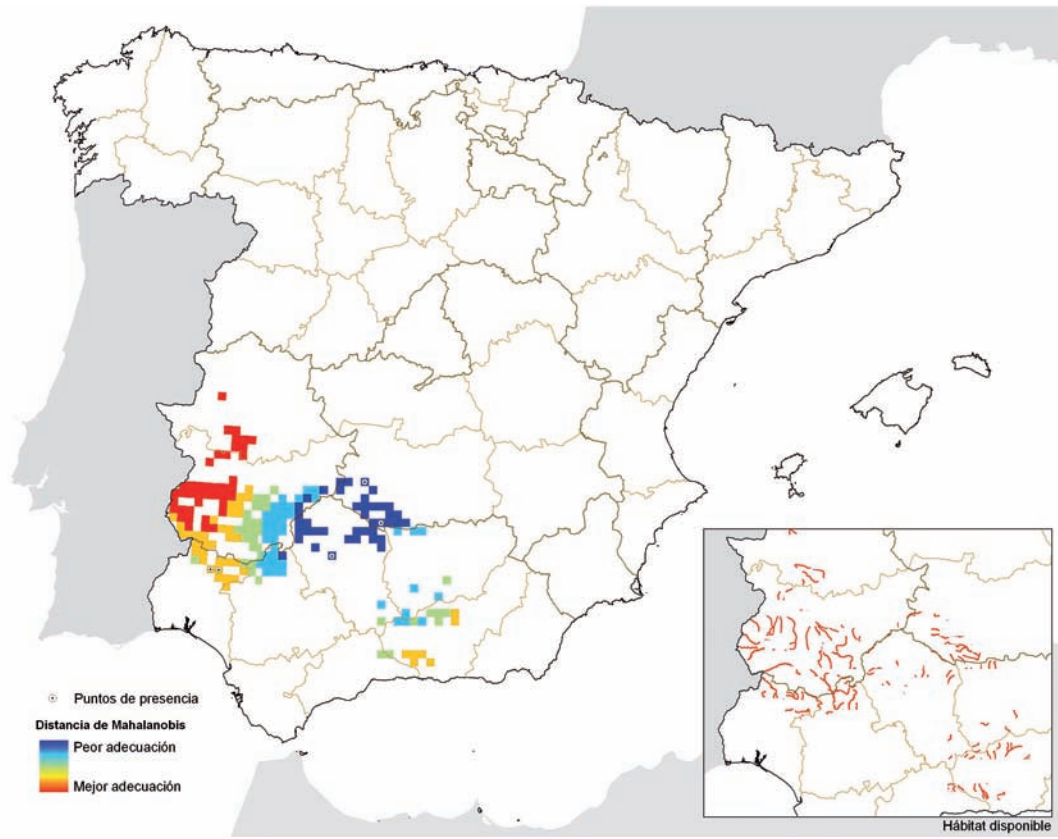 Puntos de presencia
Distancia de Mahalanobis
Peor adecuación
Mejor adecuación
Hábitat disponible